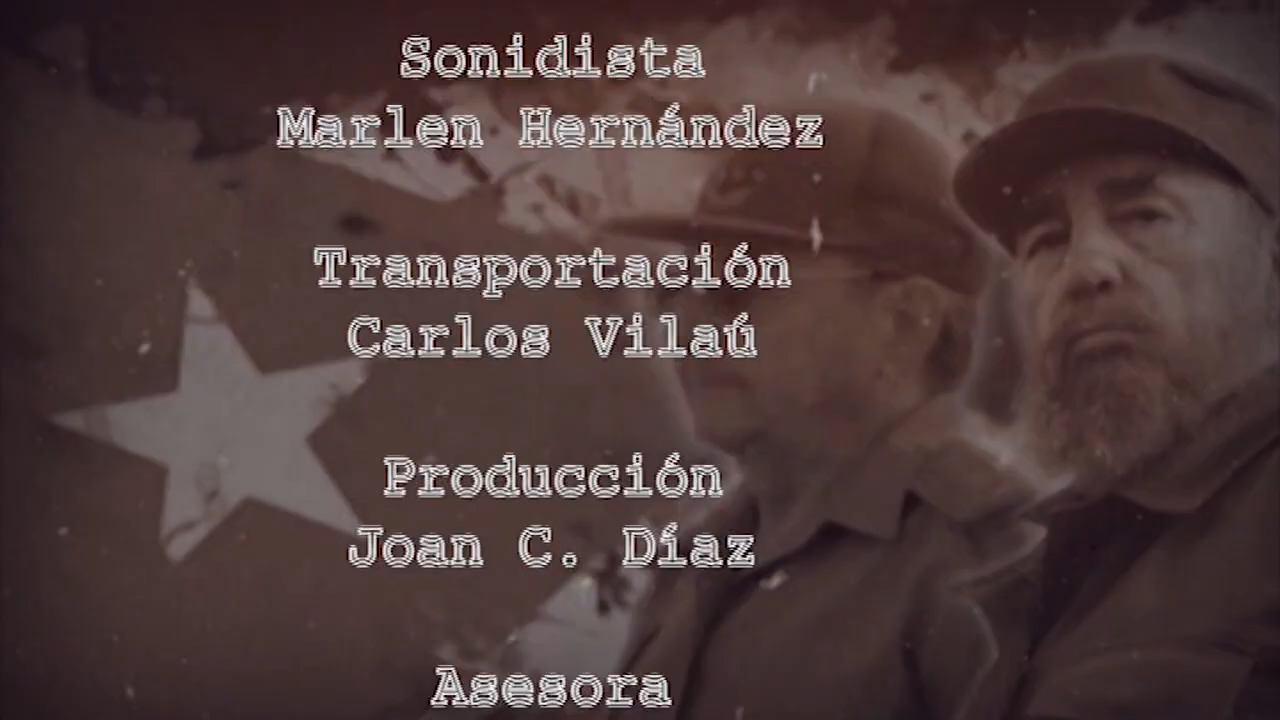 Sonidista
Marlen Hernández
Transportación
Carlos Vilaú
Producción
Joan C. Díaz
Asesora